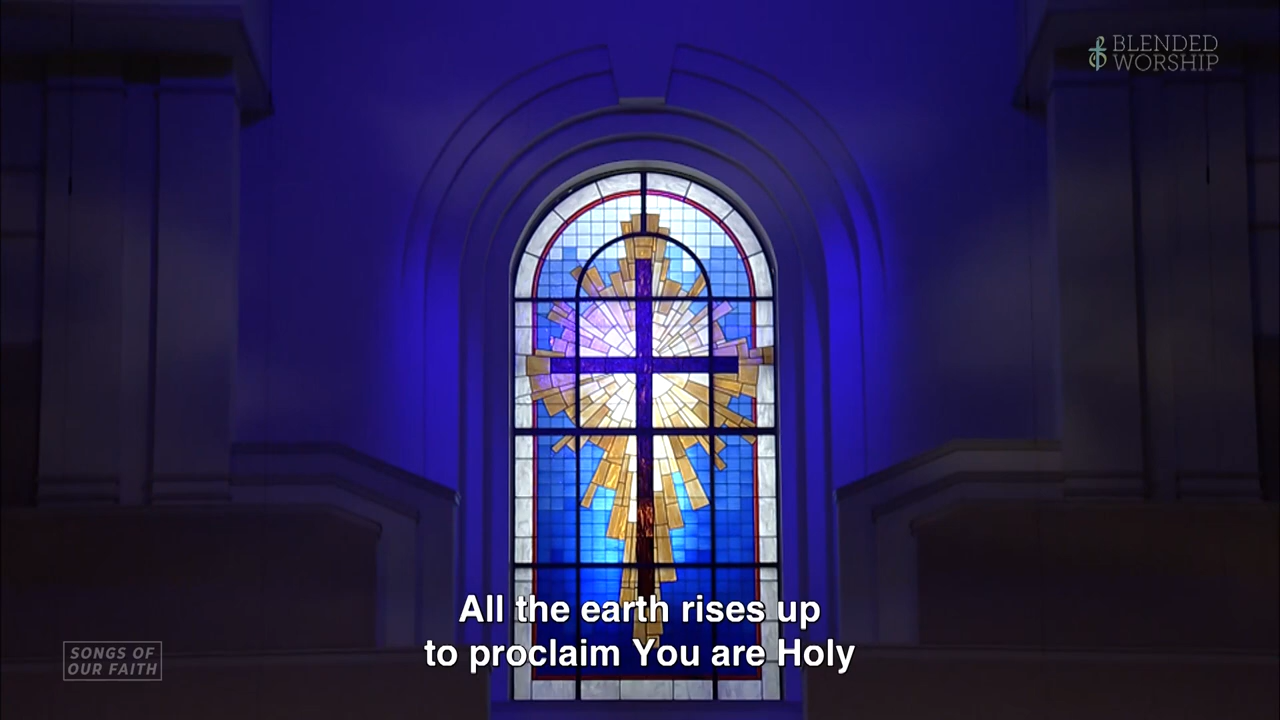 BLENDED
WORSHIP
All the earth rises up
to proclaim You are Holy
SONGS OF
OUR FAITH